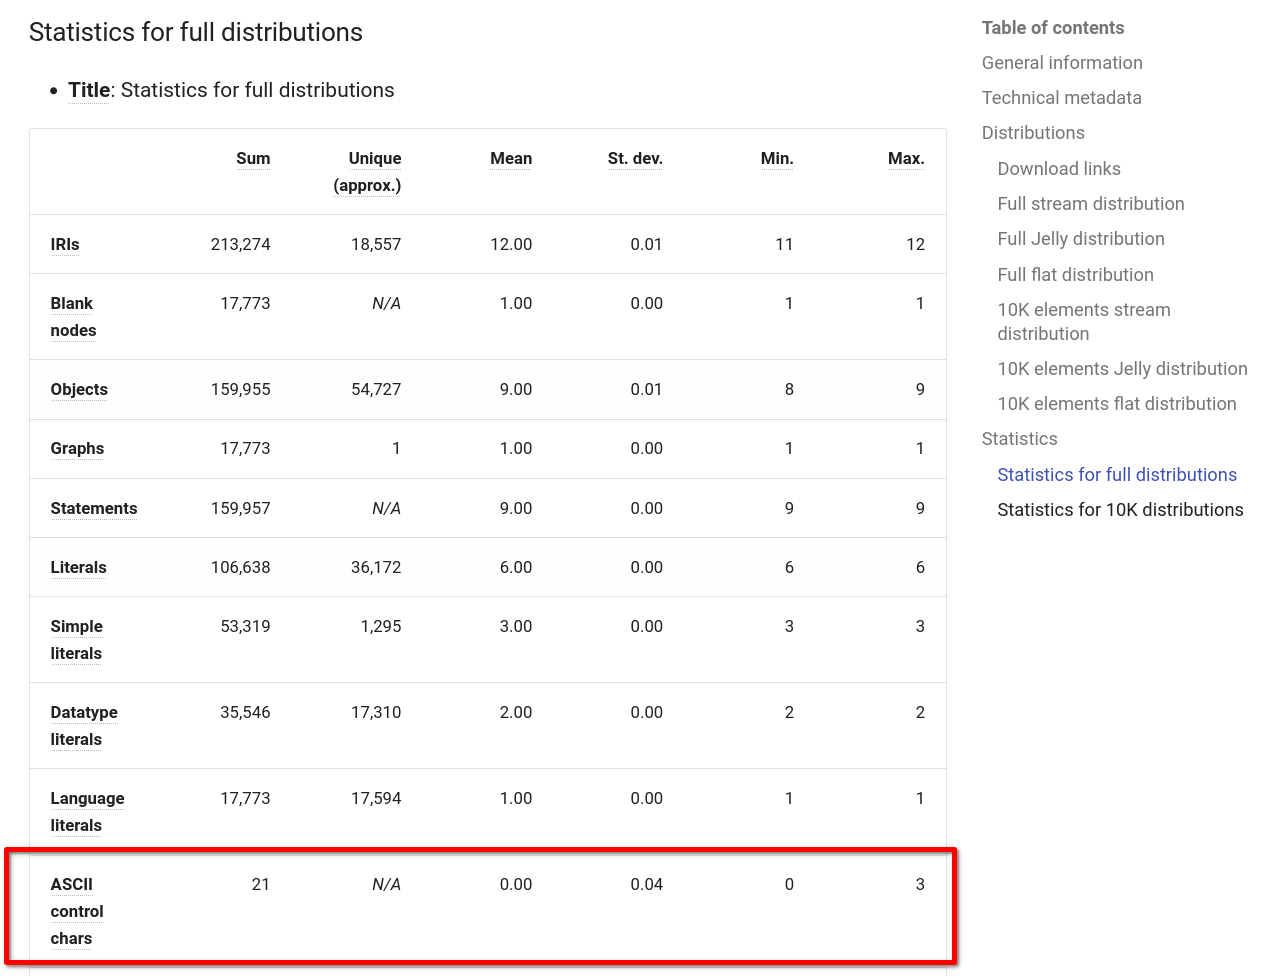 Statistics for full distributions
• Title: Statistics for full distributions
Sum Unique (approx.) Mean St. dev. Min. Max.
IRIs 213,274 18,557 12.00 0.01 11 12
Blank nodes 17,773 N/A 1.00 0.00 1 1
Objects 159,955 54,727 9.00 0.01 8 9
Graphs 17,773 1 1.00 0.00 1 1
Statements 159,957 N/A 9.00 0.00 9 9
Literals 106,638 36,172 6.00 0.00 6 6
Simple literals 53,319 1,295 3.00 0.00 3 3
Datatype literals 35,546 17,310 2.00 0.00 2 2
Language literals 17,773 17,594 1.00 0.00 1 1
ASCII control chars 21 N/A 0.00 0.04 0 3
Table of contents
General information
Technical metadata
Distributions
Download links
Full stream distribution
Full Jelly distribution
Full flat distribution
10K elements stream
distribution
10K elements Jelly distribution
10K elements flat distribution
Statistics
Statistics for full distributions
Statistics for 10K distributions